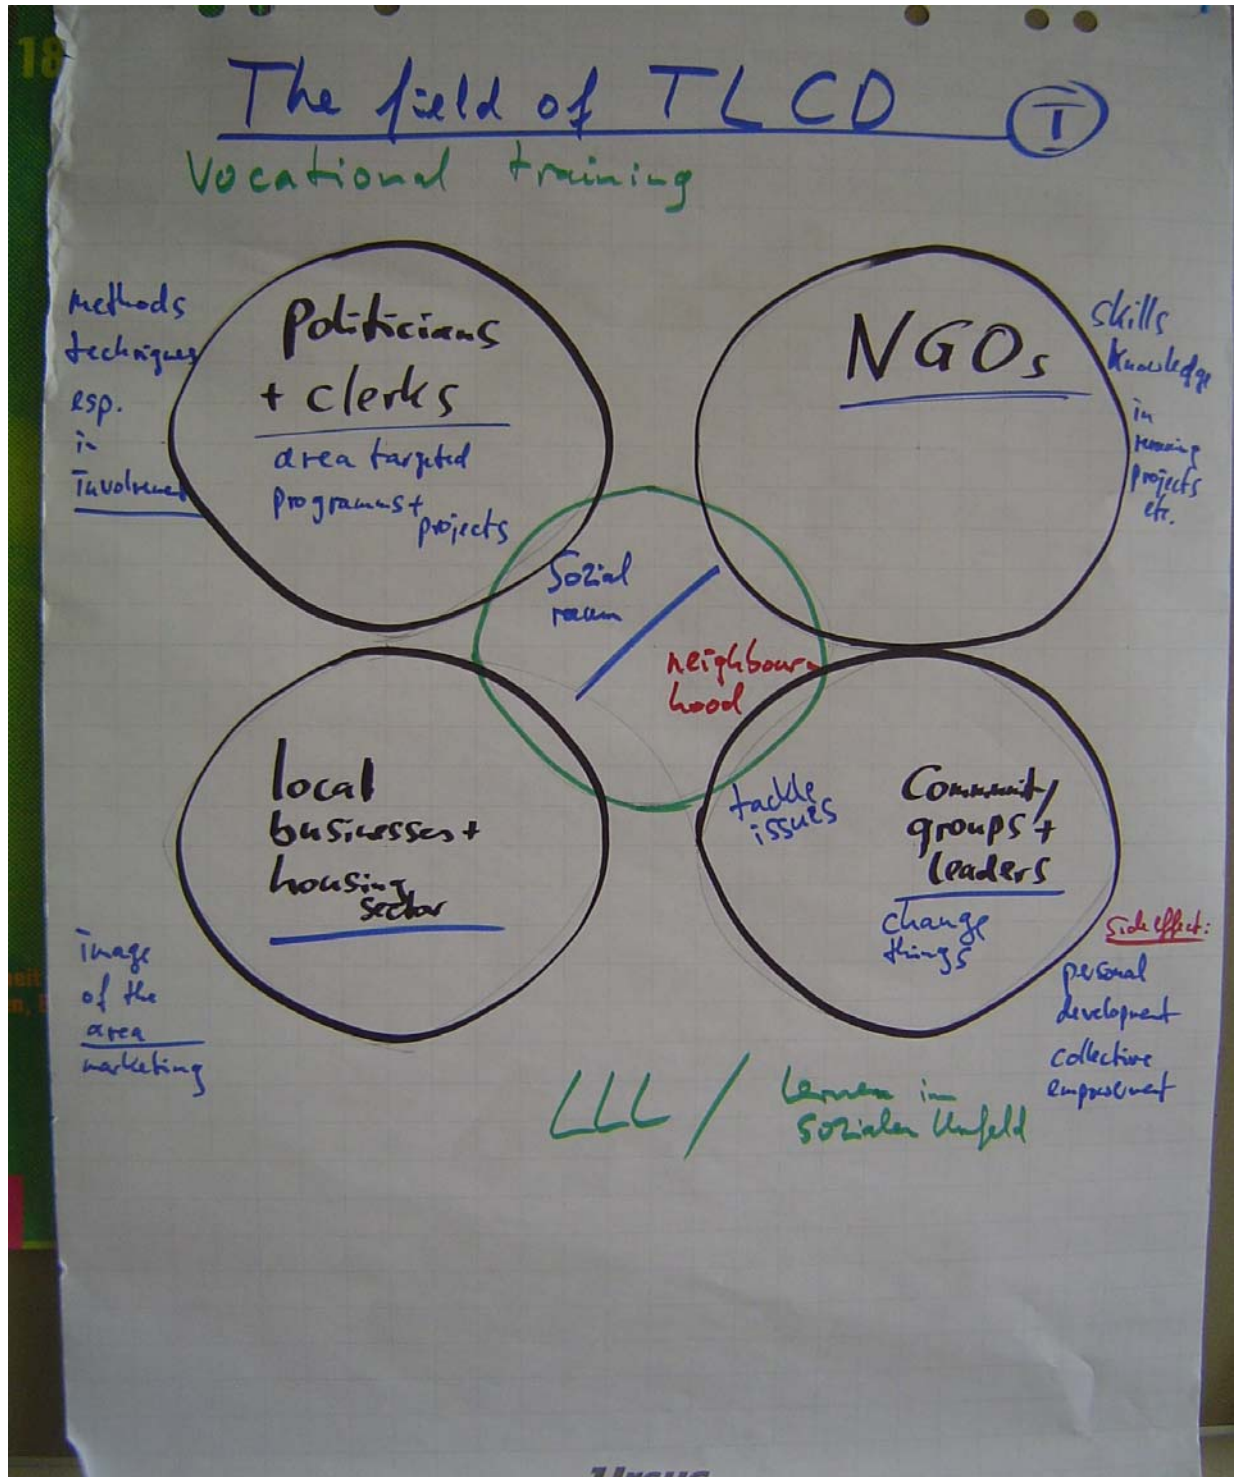 18
The field of TLCD I
Vocational training
methods
techniques
esp.
in
involvement
Politicians
+ clerks
area targeted
programms +
projects
NGOs
skills
knowledge
in
running
projects
etc.
Sozial
raum
neighbour-
hood
local
businesses +
housing
sector
image
of the
area
marketing
tackle
issues
Community
groups +
leaders
change
things
side effect:
personal
development
collective
empowerment
LLL / Lernen im
sozialen Umfeld